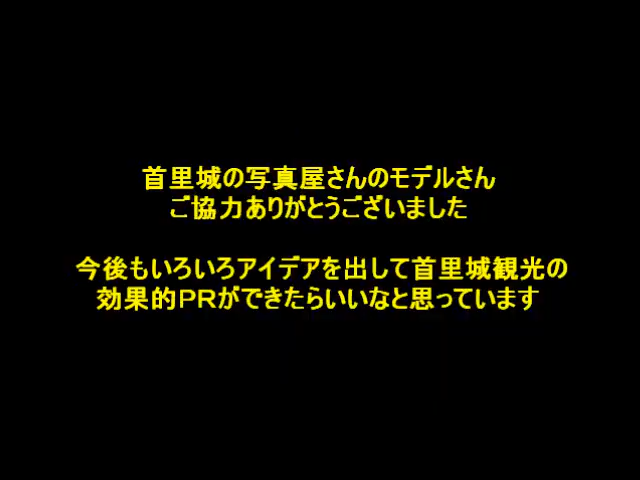 首里城の写真屋さんのモデルさん
ご協力ありがとうございました
今後もいろいろアイデアを出して首里城観光の
効果的PRができたらいいなと思っています